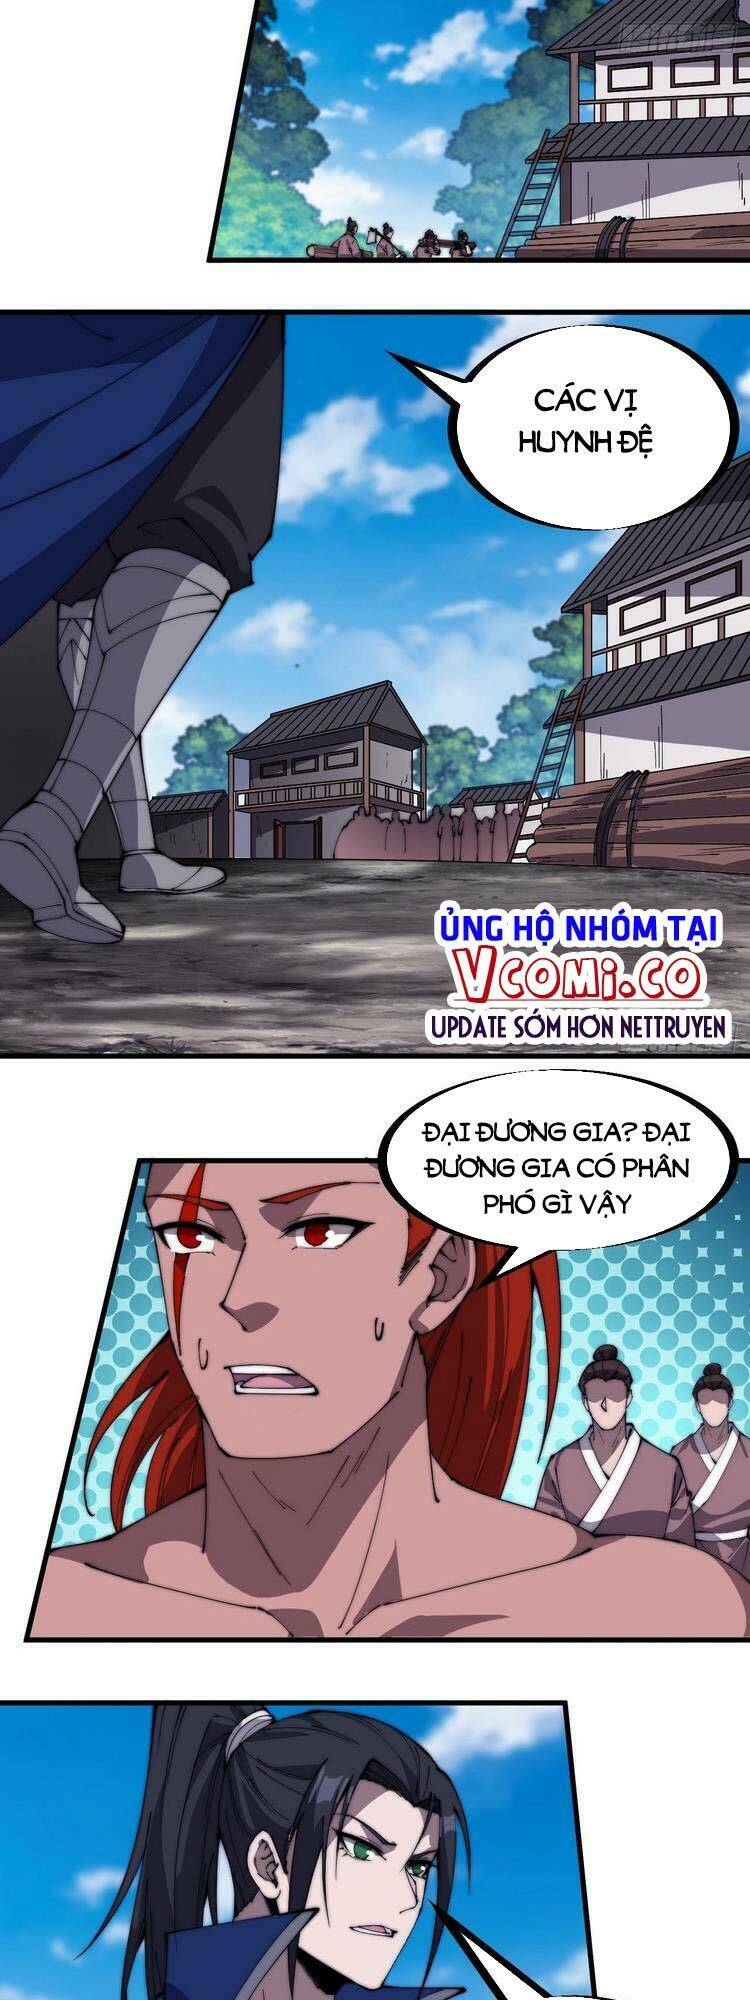 CÁC VỊ
HUYNH ĐỆ
ỦNG HỘ NHÓM TẠI
VCOMI.CO
UPDATE SỚM HƠN NETTRUYEN
ĐẠI ĐƯƠNG GIA? ĐẠI
ĐƯƠNG GIA CÓ PHÂN
PHÓ GÌ VẬY